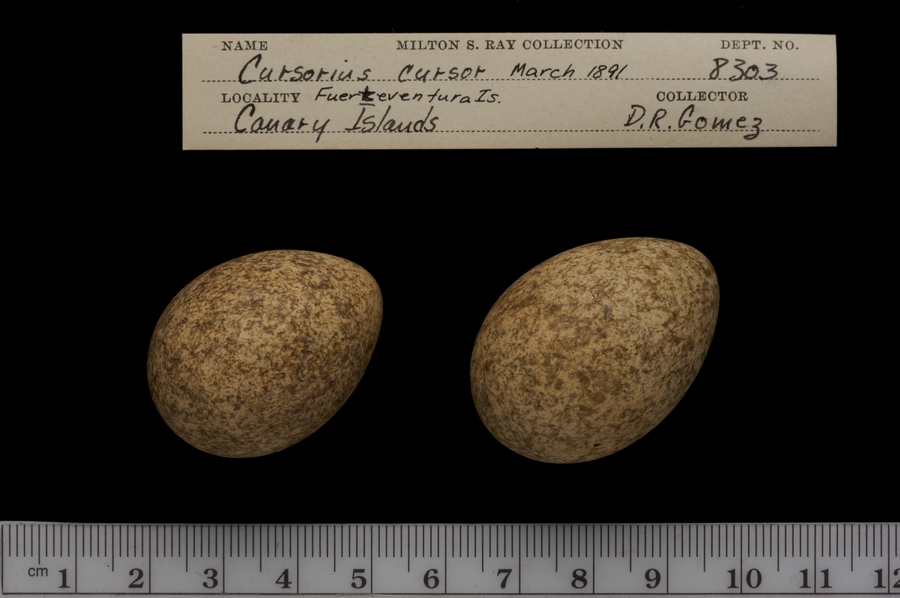 NAME MILTON S. RAY COLLECTION DEPT. NO.
Cursorius cursor March 1891 8303
LOCALITY Fuerteventura Is. COLLECTOR
Canary Islands D.R. Gomez
cm 1 2 3 4 5 6 7 8 9 10 11 12